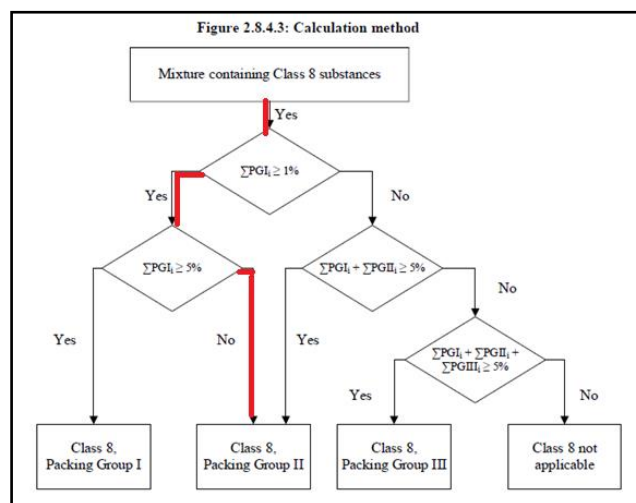 Figure 2.8.4.3: Calculation method
Mixture containing Class 8 substances
Yes
∑PGIᵢ ≥ 1%
Yes
No
∑PGIᵢ ≥ 5%
∑PGIᵢ + ∑PGIIᵢ ≥ 5%
No
Yes
No
Yes
∑PGIᵢ + ∑PGIIᵢ +
∑PGIIIᵢ ≥ 5%
Yes
No
Class 8,
Packing Group I
Class 8,
Packing Group II
Class 8,
Packing Group III
Class 8 not
applicable